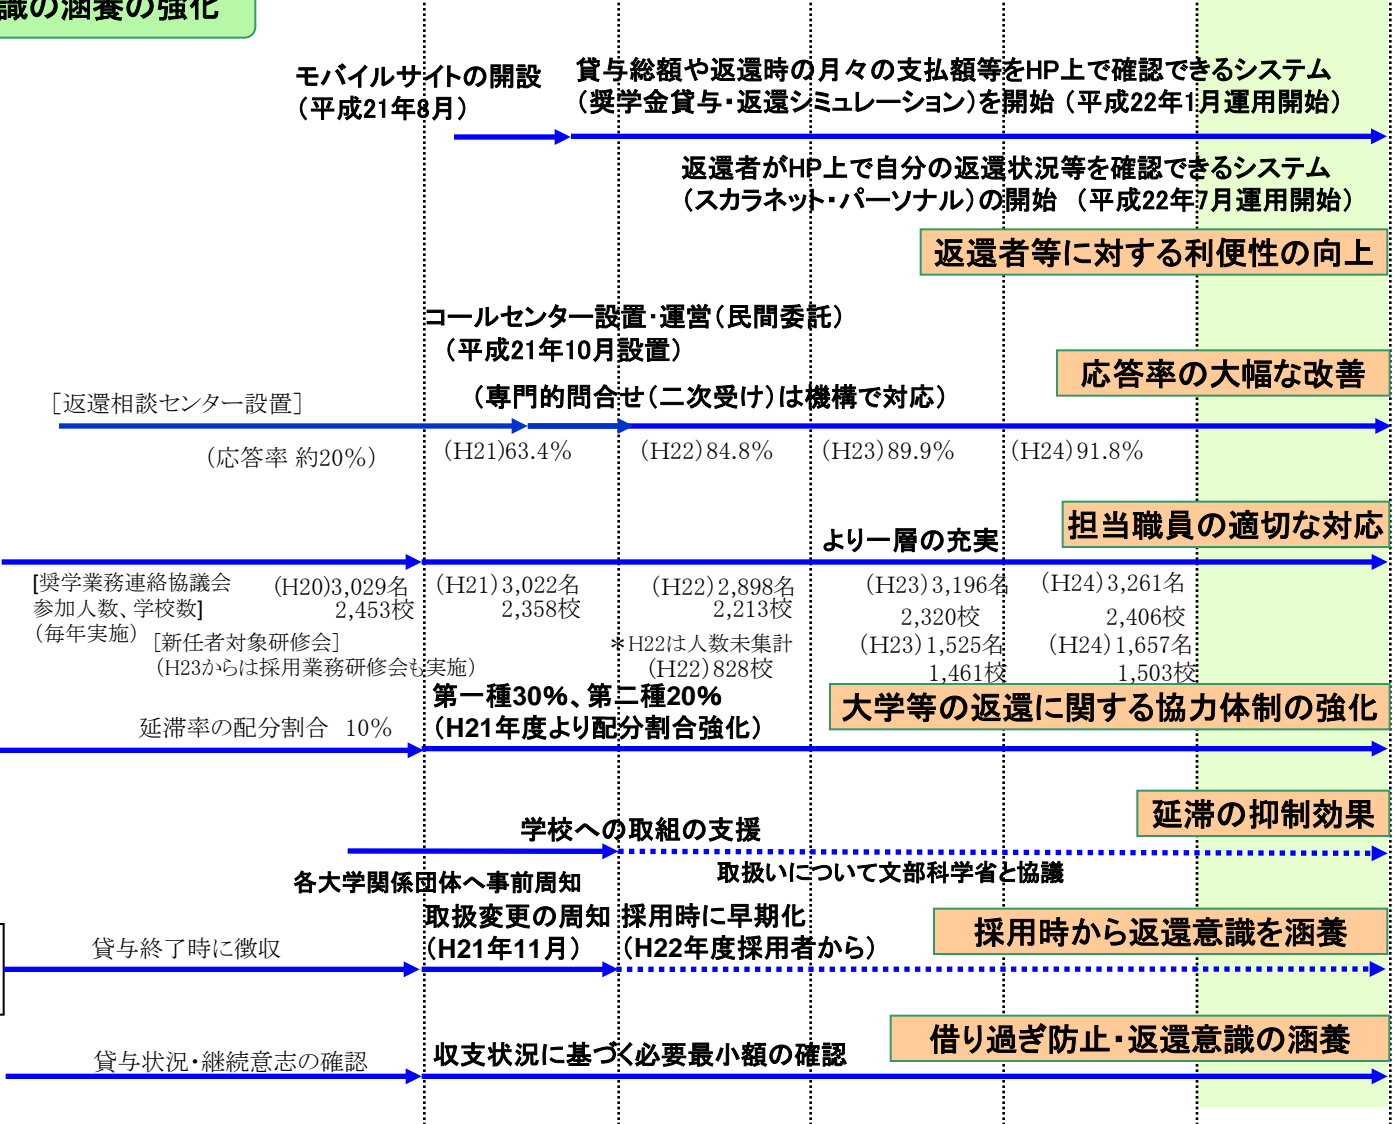 識の涵養の強化
モバイルサイトの開設
（平成21年8月）
貸与総額や返還時の月々の支払額等をHP上で確認できるシステム
（奨学金貸与・返還シミュレーション）を開始（平成22年1月運用開始）
返還者がHP上で自分の返還状況等を確認できるシステム
（スカラネット・パーソナル）の開始　（平成22年7月運用開始）
返還者等に対する利便性の向上
コールセンター設置・運営（民間委託）
（平成21年10月設置）
（専門的問合せ（二次受け）は機構で対応）
応答率の大幅な改善
［返還相談センター設置］
（応答率 約20％）
（H21)63.4％
（H22）84.8％
（H23）89.9％
（H24）91.8％
担当職員の適切な対応
より一層の充実
[奨学業務連絡協議会
参加人数、学校数]
（毎年実施）
（H20)3,029名
2,453校
（H21）3,022名
2,358校
（H22）2,898名
2,213校
（H23）3,196名
2,320校
（H24）3,261名
2,406校
［新任者対象研修会］
（H23からは採用業務研修会も実施）
＊H22は人数未集計
（H22）828校
（H23）1,525名
1,461校
（H24）1,657名
1,503校
大学等の返還に関する協力体制の強化
延滞率の配分割合　10％
第一種30％、第二種20％
（H21年度より配分割合強化）
延滞の抑制効果
学校への取組の支援
各大学関係団体へ事前周知
取扱いについて文部科学省と協議
採用時から返還意識を涵養
貸与終了時に徴収
取扱変更の周知
（H21年11月）
採用時に早期化
（H22年度採用者から）
借り過ぎ防止・返還意識の涵養
貸与状況・継続意志の確認
収支状況に基づく必要最小額の確認